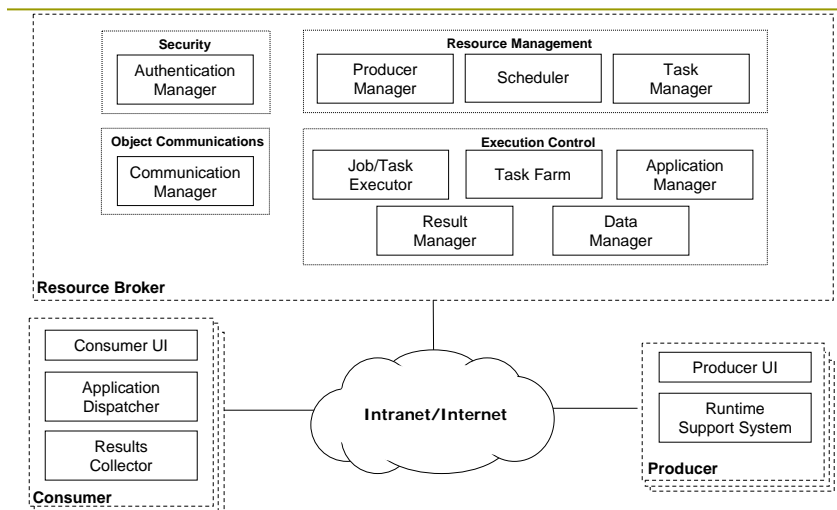 Security
Authentication
Manager
Resource Management
Producer
Manager
Scheduler
Task
Manager
Object Communications
Communication
Manager
Execution Control
Job/Task
Executor
Task Farm
Application
Manager
Result
Manager
Data
Manager
Resource Broker
Consumer UI
Application
Dispatcher
Results
Collector
Consumer
Intranet/Internet
Producer UI
Runtime
Support System
Producer